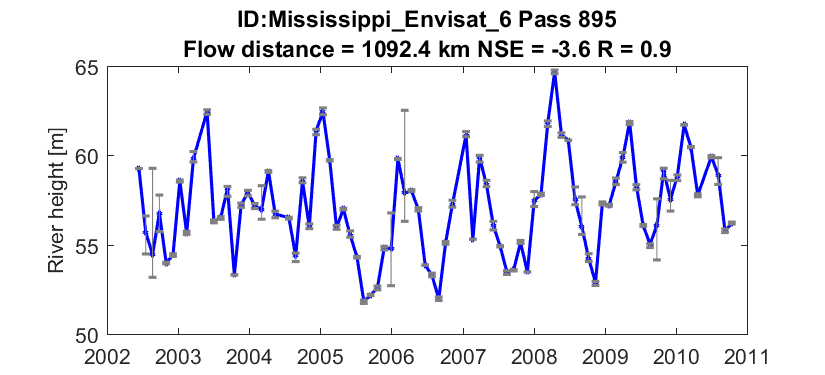 ID:Mississippi_Envisat_6 Pass 895
Flow distance = 1092.4 km NSE = -3.6 R = 0.9
65
60
55
50
River height [m]
2002 2003 2004 2005 2006 2007 2008 2009 2010 2011